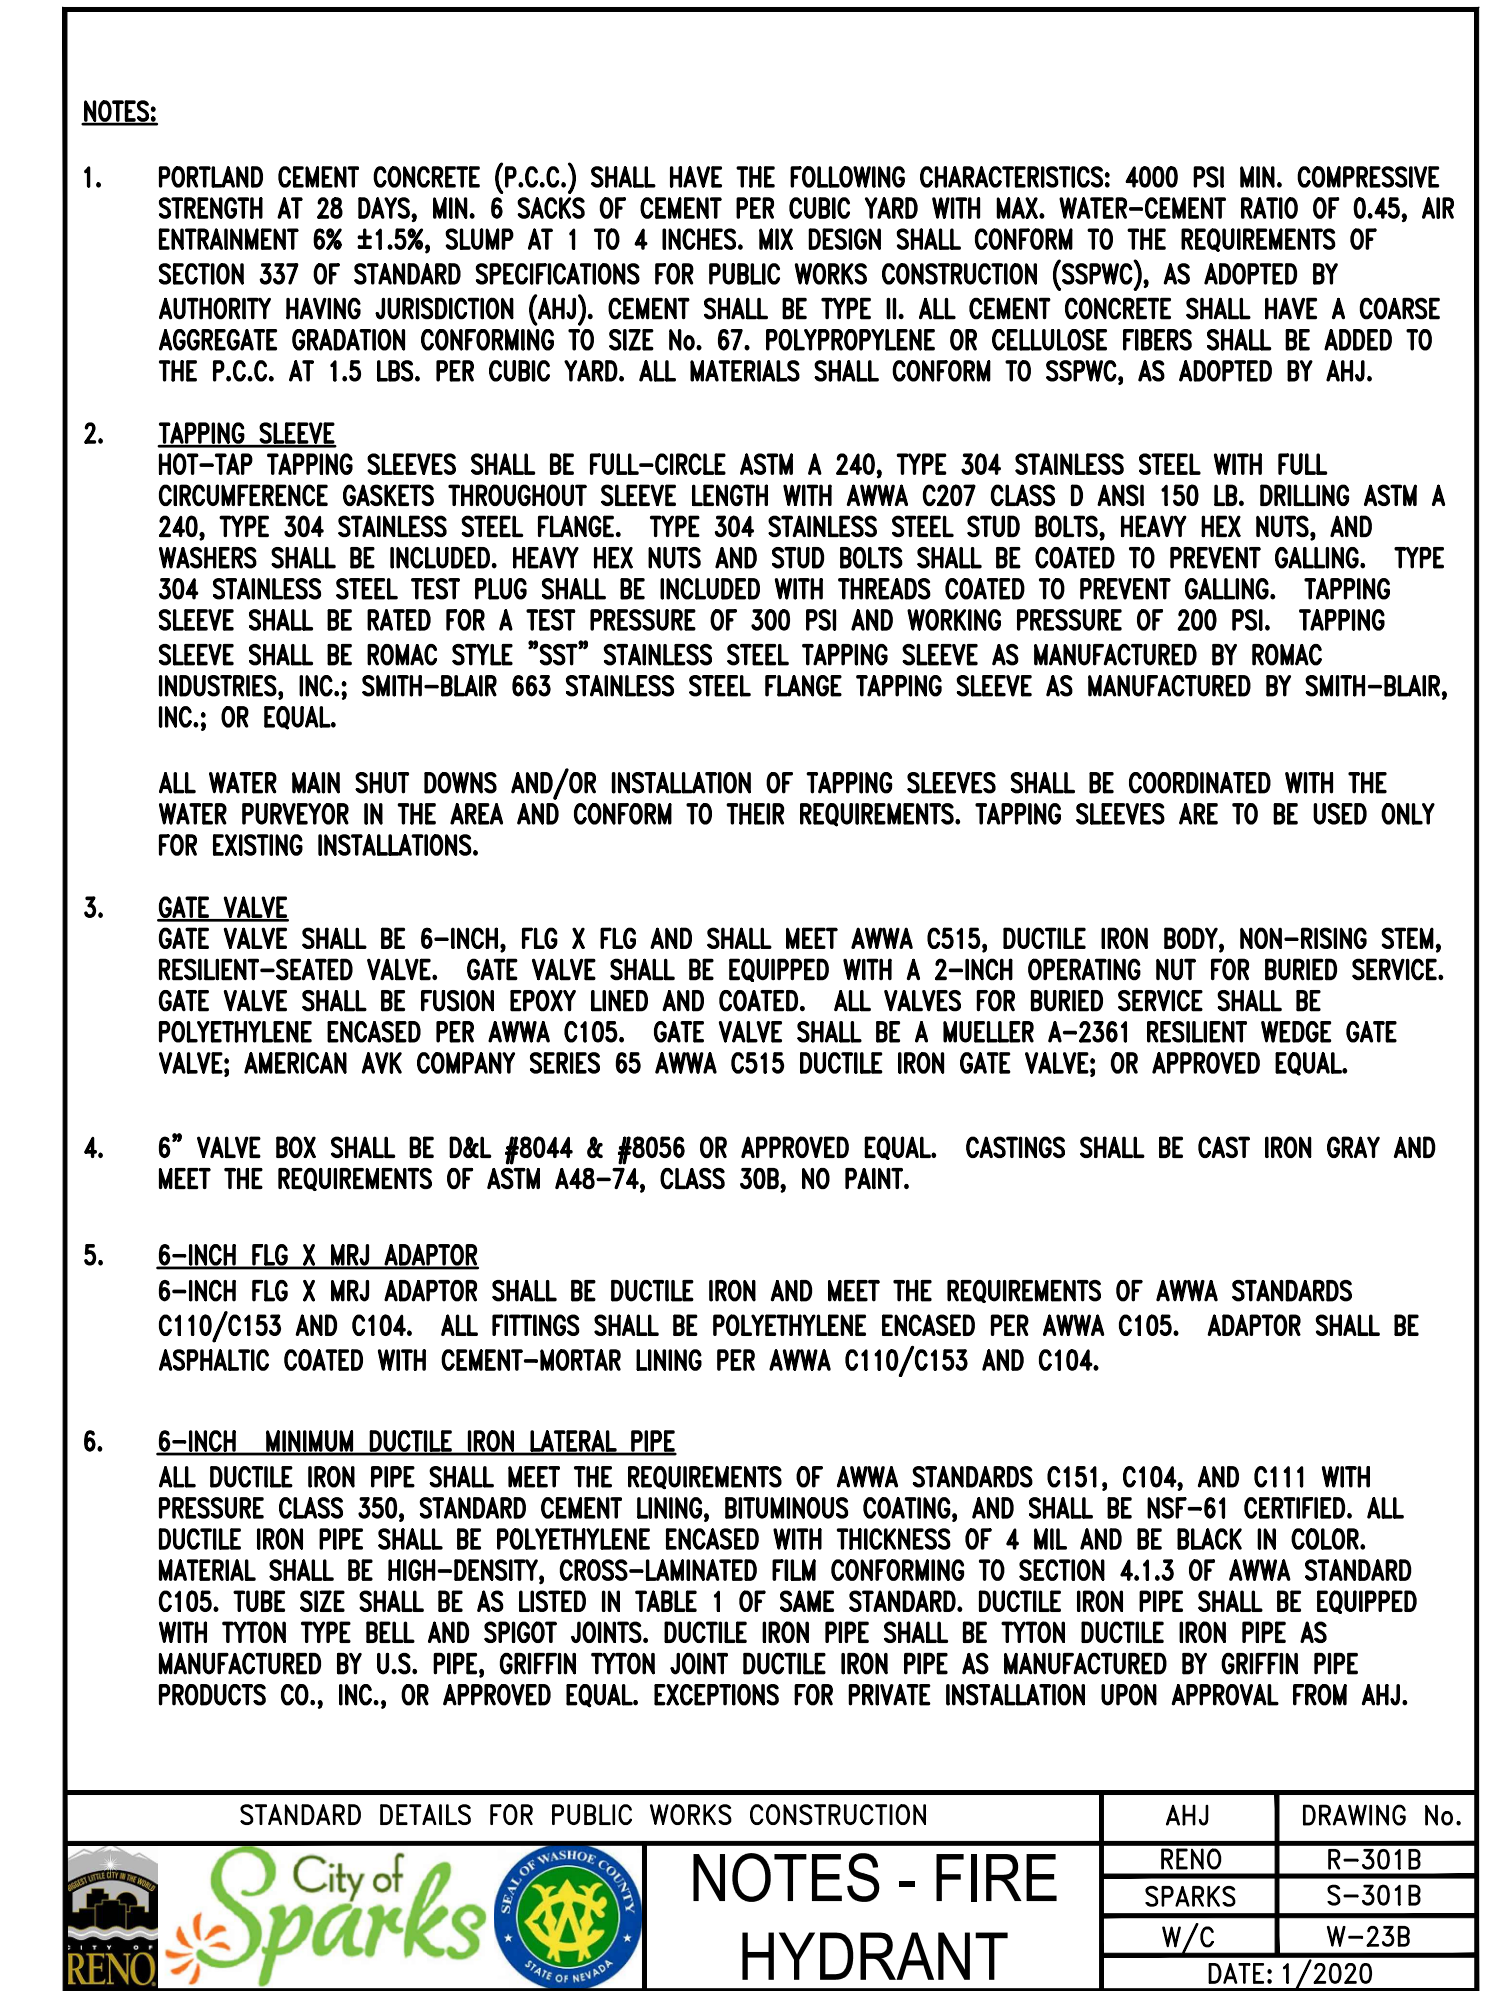 NOTES:
1. PORTLAND CEMENT CONCRETE (P.C.C.) SHALL HAVE THE FOLLOWING CHARACTERISTICS: 4000 PSI MIN. COMPRESSIVE
STRENGTH AT 28 DAYS, MIN. 6 SACKS OF CEMENT PER CUBIC YARD WITH MAX. WATER-CEMENT RATIO OF 0.45, AIR
ENTRAINMENT 6% ±1.5%, SLUMP AT 1 TO 4 INCHES. MIX DESIGN SHALL CONFORM TO THE REQUIREMENTS OF
SECTION 337 OF STANDARD SPECIFICATIONS FOR PUBLIC WORKS CONSTRUCTION (SSPWC), AS ADOPTED BY
AUTHORITY HAVING JURISDICTION (AHJ). CEMENT SHALL BE TYPE II. ALL CEMENT CONCRETE SHALL HAVE A COARSE
AGGREGATE GRADATION CONFORMING TO SIZE No. 67. POLYPROPYLENE OR CELLULOSE FIBERS SHALL BE ADDED TO
THE P.C.C. AT 1.5 LBS. PER CUBIC YARD. ALL MATERIALS SHALL CONFORM TO SSPWC, AS ADOPTED BY AHJ.
2. TAPPING SLEEVE
HOT-TAP TAPPING SLEEVES SHALL BE FULL-CIRCLE ASTM A 240, TYPE 304 STAINLESS STEEL WITH FULL
CIRCUMFERENCE GASKETS THROUGHOUT SLEEVE LENGTH WITH AWWA C207 CLASS D ANSI 150 LB. DRILLING ASTM A
240, TYPE 304 STAINLESS STEEL FLANGE. TYPE 304 STAINLESS STEEL STUD BOLTS, HEAVY HEX NUTS, AND
WASHERS SHALL BE INCLUDED. HEAVY HEX NUTS AND STUD BOLTS SHALL BE COATED TO PREVENT GALLING. TYPE
304 STAINLESS STEEL TEST PLUG SHALL BE INCLUDED WITH THREADS COATED TO PREVENT GALLING. TAPPING
SLEEVE SHALL BE RATED FOR A TEST PRESSURE OF 300 PSI AND WORKING PRESSURE OF 200 PSI. TAPPING
SLEEVE SHALL BE ROMAC STYLE "SST" STAINLESS STEEL TAPPING SLEEVE AS MANUFACTURED BY ROMAC
INDUSTRIES, INC.; SMITH-BLAIR 663 STAINLESS STEEL FLANGE TAPPING SLEEVE AS MANUFACTURED BY SMITH-BLAIR,
INC.; OR EQUAL.
ALL WATER MAIN SHUT DOWNS AND/OR INSTALLATION OF TAPPING SLEEVES SHALL BE COORDINATED WITH THE
WATER PURVEYOR IN THE AREA AND CONFORM TO THEIR REQUIREMENTS. TAPPING SLEEVES ARE TO BE USED ONLY
FOR EXISTING INSTALLATIONS.
3. GATE VALVE
GATE VALVE SHALL BE 6-INCH, FLG X FLG AND SHALL MEET AWWA C515, DUCTILE IRON BODY, NON-RISING STEM,
RESILIENT-SEATED VALVE. GATE VALVE SHALL BE EQUIPPED WITH A 2-INCH OPERATING NUT FOR BURIED SERVICE.
GATE VALVE SHALL BE FUSION EPOXY LINED AND COATED. ALL VALVES FOR BURIED SERVICE SHALL BE
POLYETHYLENE ENCASED PER AWWA C105. GATE VALVE SHALL BE A MUELLER A-2361 RESILIENT WEDGE GATE
VALVE; AMERICAN AVK COMPANY SERIES 65 AWWA C515 DUCTILE IRON GATE VALVE; OR APPROVED EQUAL.
4. 6" VALVE BOX SHALL BE D&L #8044 & #8056 OR APPROVED EQUAL. CASTINGS SHALL BE CAST IRON GRAY AND
MEET THE REQUIREMENTS OF ASTM A48-74, CLASS 30B, NO PAINT.
5. 6-INCH FLG X MRJ ADAPTOR
6-INCH FLG X MRJ ADAPTOR SHALL BE DUCTILE IRON AND MEET THE REQUIREMENTS OF AWWA STANDARDS
C110/C153 AND C104. ALL FITTINGS SHALL BE POLYETHYLENE ENCASED PER AWWA C105. ADAPTOR SHALL BE
ASPHALTIC COATED WITH CEMENT-MORTAR LINING PER AWWA C110/C153 AND C104.
6. 6-INCH MINIMUM DUCTILE IRON LATERAL PIPE
ALL DUCTILE IRON PIPE SHALL MEET THE REQUIREMENTS OF AWWA STANDARDS C151, C104, AND C111 WITH
PRESSURE CLASS 350, STANDARD CEMENT LINING, BITUMINOUS COATING, AND SHALL BE NSF-61 CERTIFIED. ALL
DUCTILE IRON PIPE SHALL BE POLYETHYLENE ENCASED WITH THICKNESS OF 4 MIL AND BE BLACK IN COLOR.
MATERIAL SHALL BE HIGH-DENSITY, CROSS-LAMINATED FILM CONFORMING TO SECTION 4.1.3 OF AWWA STANDARD
C105. TUBE SIZE SHALL BE AS LISTED IN TABLE 1 OF SAME STANDARD. DUCTILE IRON PIPE SHALL BE EQUIPPED
WITH TYTON TYPE BELL AND SPIGOT JOINTS. DUCTILE IRON PIPE SHALL BE TYTON DUCTILE IRON PIPE AS
MANUFACTURED BY U.S. PIPE, GRIFFIN TYTON JOINT DUCTILE IRON PIPE AS MANUFACTURED BY GRIFFIN PIPE
PRODUCTS CO., INC., OR APPROVED EQUAL. EXCEPTIONS FOR PRIVATE INSTALLATION UPON APPROVAL FROM AHJ.
STANDARD DETAILS FOR PUBLIC WORKS CONSTRUCTION
AHJ DRAWING No.
BIGGEST LITTLE CITY IN THE WORLD
CITY OF
RENO
City of
Sparks
SEAL OF WASHOE COUNTY
STATE OF NEVADA
NOTES - FIRE
HYDRANT
RENO R-301B
SPARKS S-301B
W/C W-23B
DATE: 1/2020